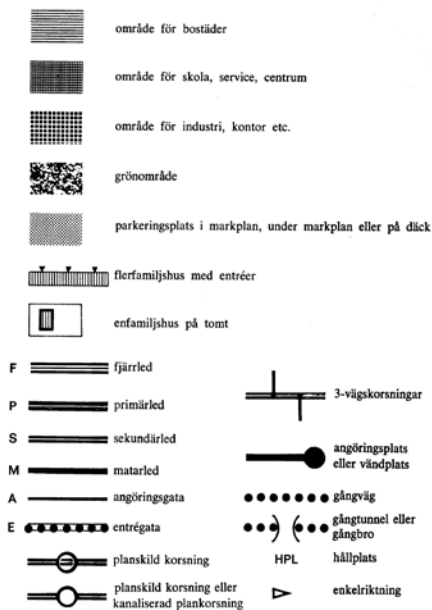 område för bostäder
område för skola, service, centrum
område för industri, kontor etc.
grönområde
parkeringsplats i markplan, under markplan eller på däck
flerfamiljshus med entréer
enfamiljshus på tomt
F fjärrled
P primärled
S sekundärled
M matarled
A angöringsgata
E entrégata
planskild korsning
planskild korsning eller
kanaliserad plankorsning
3-vägskorsningar
angöringsplats
eller vändplats
gångväg
gångtunnel eller
gångbro
HPL hållplats
enkelriktning